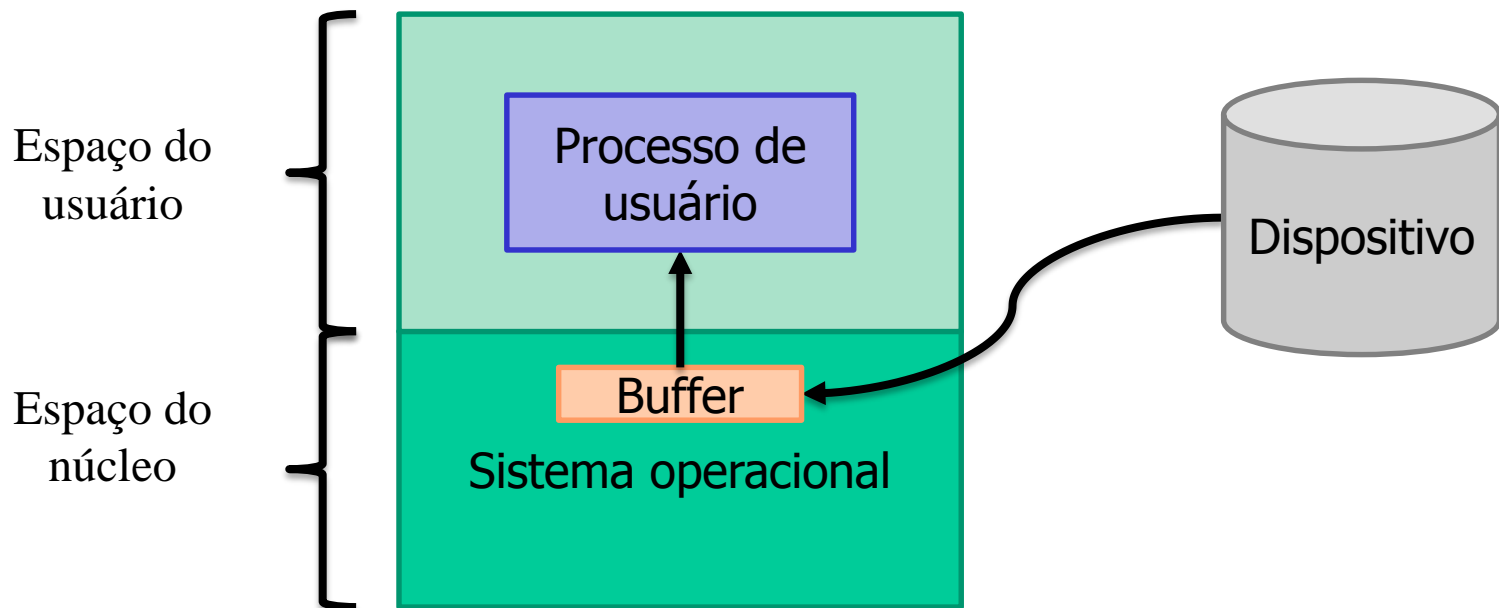 Espaço do
usuário
Processo de
usuário
Dispositivo
Espaço do
núcleo
Buffer
Sistema operacional